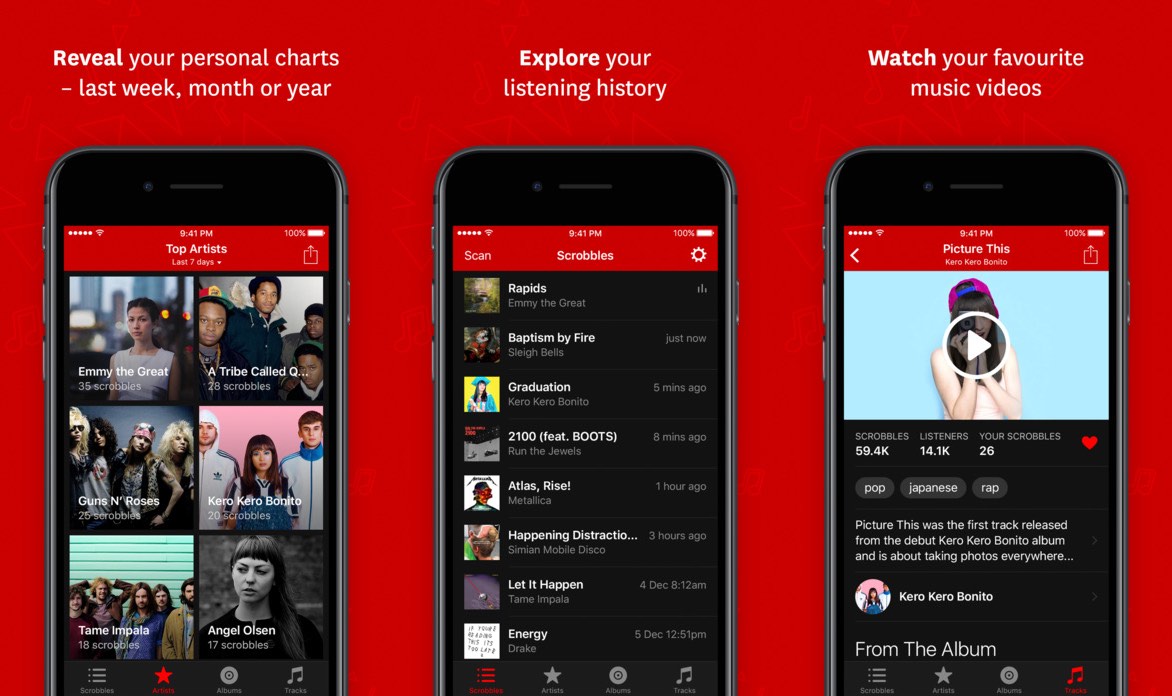 Reveal your personal charts
– last week, month or year
9:41 PM
100%
Top Artists
Last 7 days
Emmy the Great
35 scrobbles
A Tribe Called Q...
28 scrobbles
Guns N' Roses
25 scrobbles
Kero Kero Bonito
20 scrobbles
Tame Impala
18 scrobbles
Angel Olsen
17 scrobbles
Scrobbles
Artists
Albums
Tracks
Explore your
listening history
9:41 PM
100%
Scan
Scrobbles
Rapids
Emmy the Great
Baptism by Fire
just now
Sleigh Bells
Graduation
5 mins ago
Kero Kero Bonito
2100 (feat. BOOTS)
8 mins ago
Run the Jewels
Atlas, Rise!
1 hour ago
Metallica
Happening Distractio...
3 hours ago
Simian Mobile Disco
Let It Happen
4 Dec 8:12am
Tame Impala
IF YOU'RE
READING
THIS IT'S
TOO LATE
Energy
5 Dec 12:51pm
Drake
Scrobbles
Artists
Albums
Tracks
Watch your favourite
music videos
9:41 PM
100%
Picture This
Kero Kero Bonito
SCROBBLES
59.4K
LISTENERS
14.1K
YOUR SCROBBLES
26
pop
japanese
rap
Picture This was the first track released
from the debut Kero Kero Bonito album
and is about taking photos everywhere...
Kero Kero Bonito
From The Album
Scrobbles
Artists
Albums
Tracks